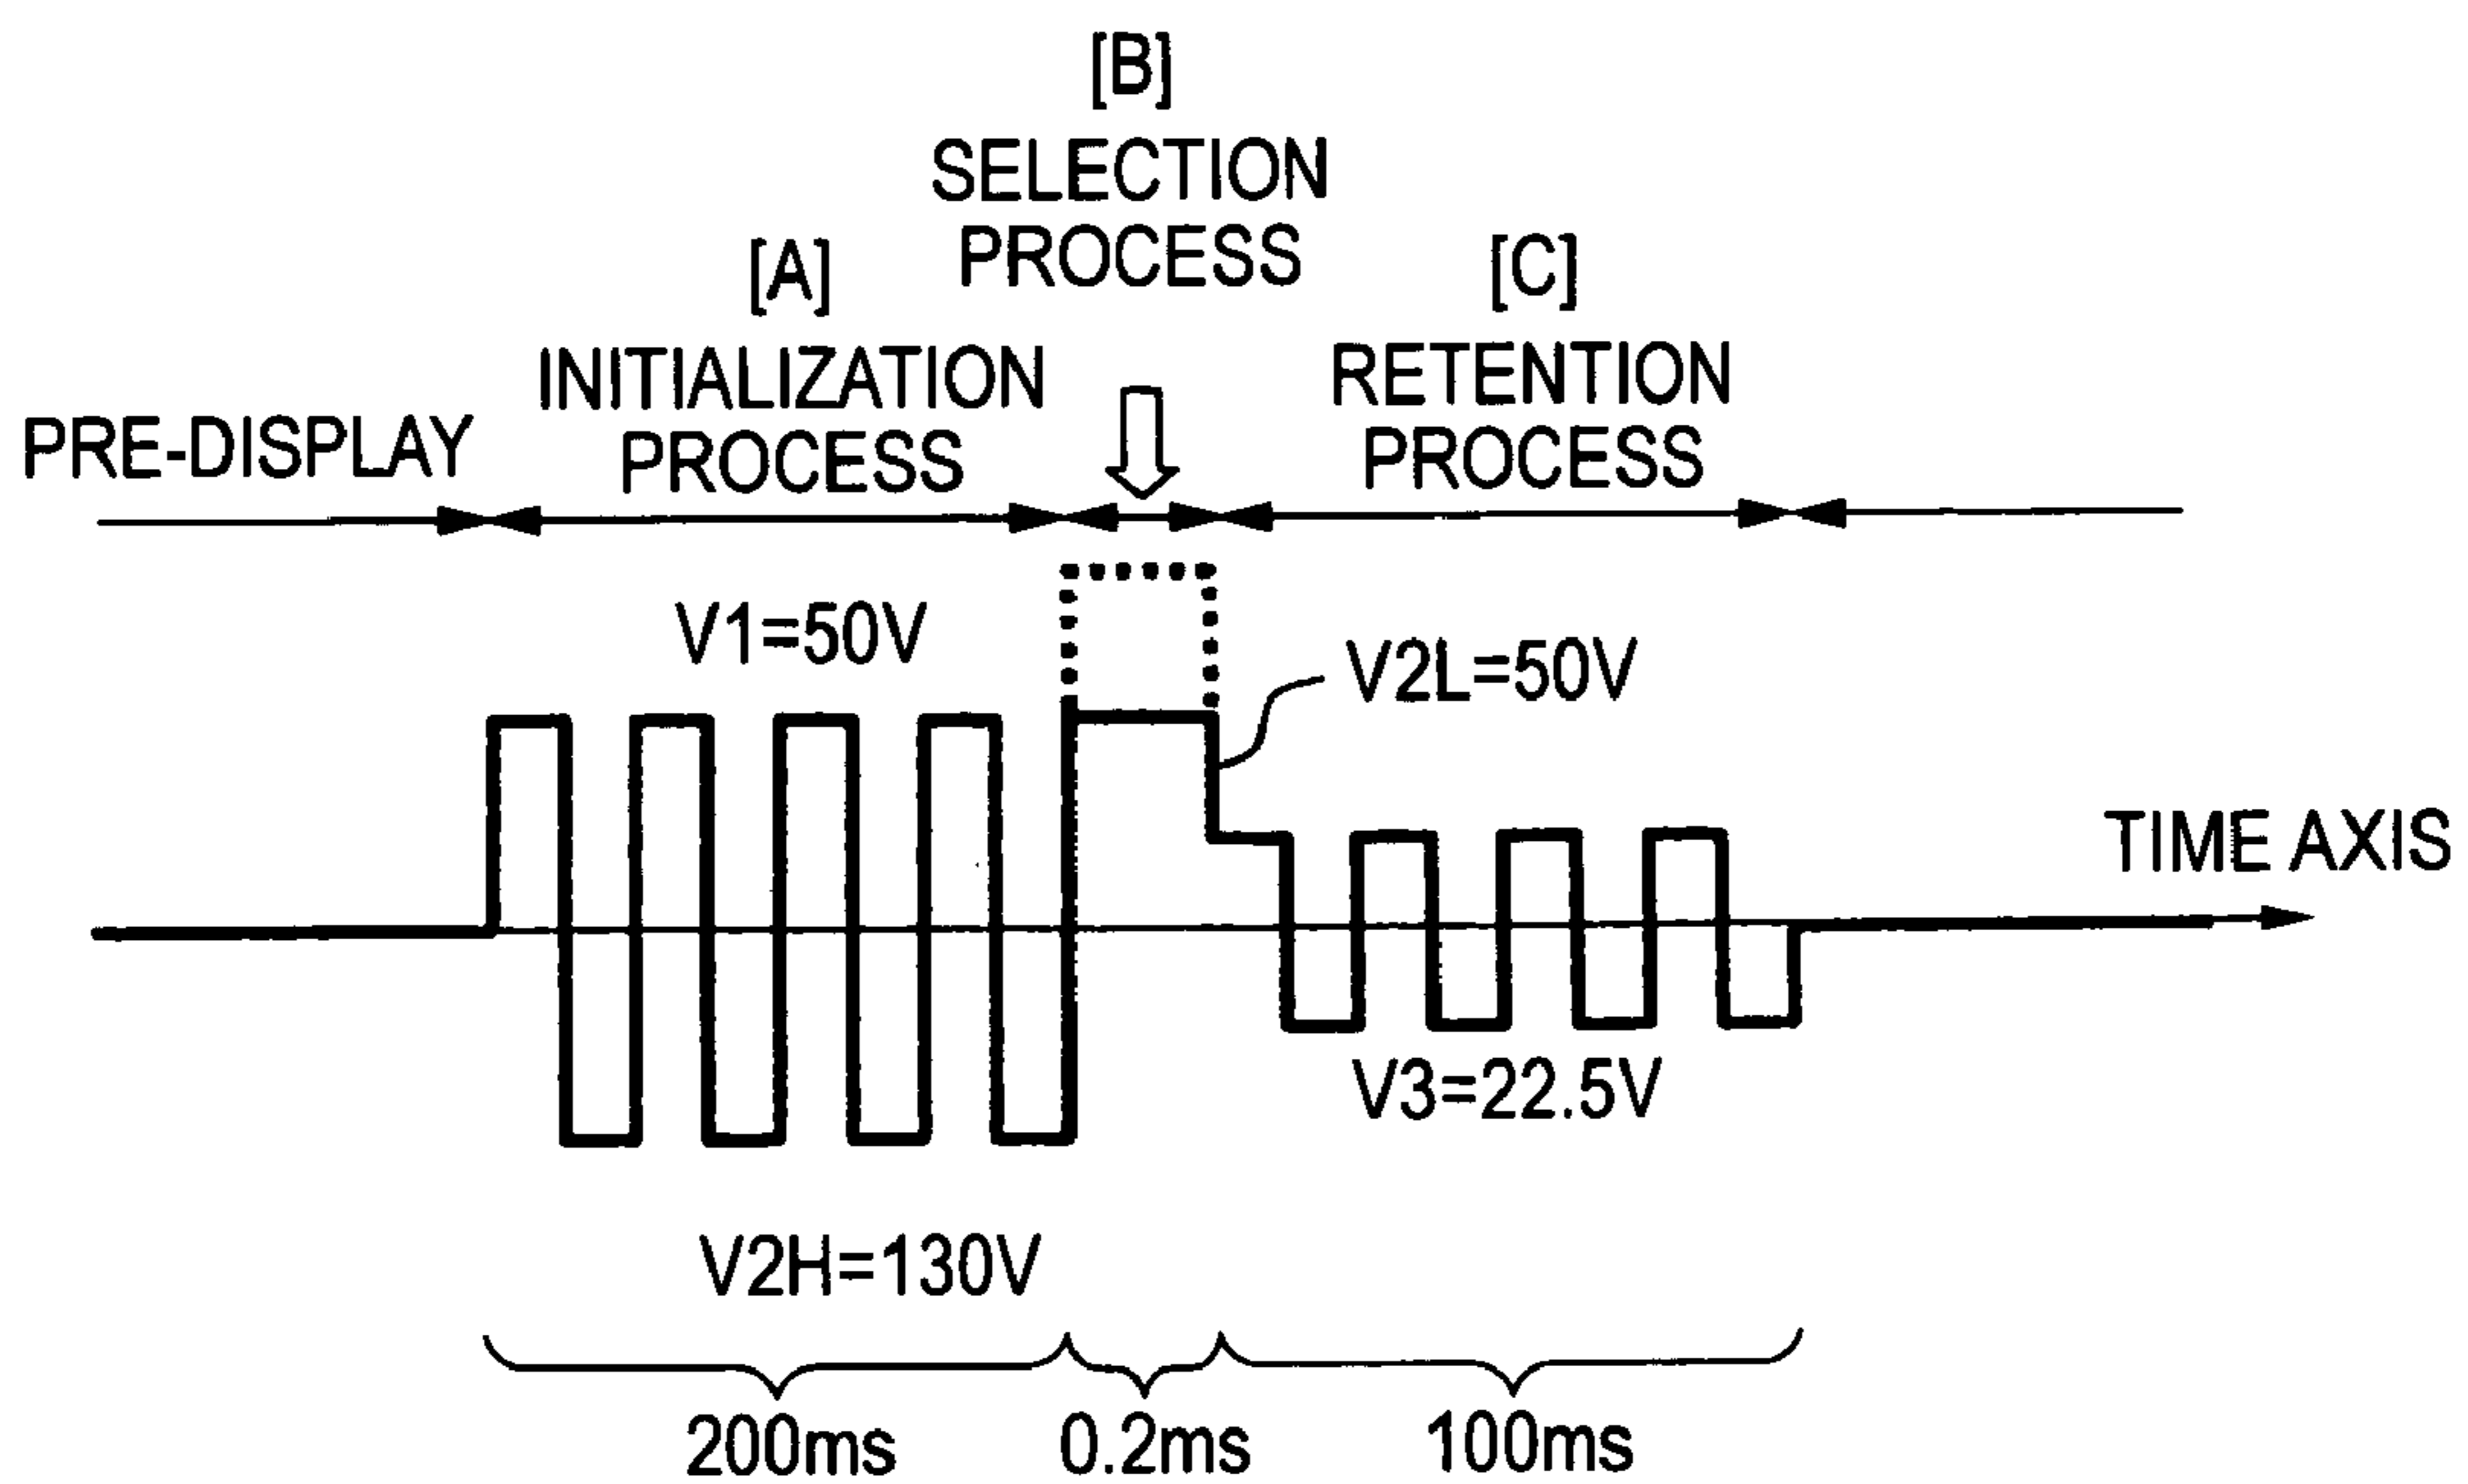 [B]
SELECTION
PROCESS
[A]
INITIALIZATION
PROCESS
[C]
RETENTION
PROCESS
PRE-DISPLAY
V1=50V
V2L=50V
TIME AXIS
V3=22.5V
V2H=130V
200ms
0.2ms
100ms